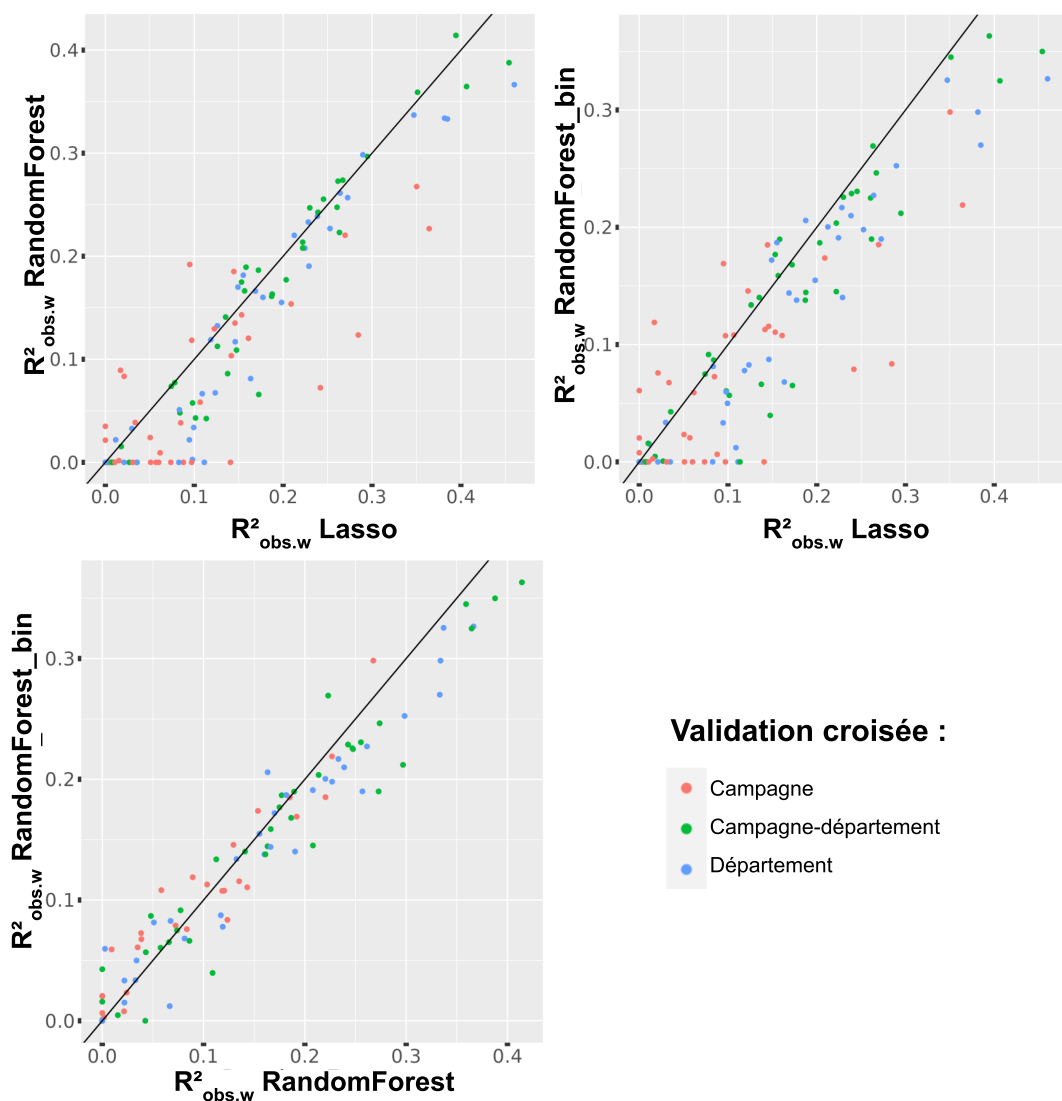 R²obs.w RandomForest
0.4
0.3
0.2
0.1
0.0
0.0 0.1 0.2 0.3 0.4
R²obs.w Lasso
R²obs.w RandomForest_bin
0.3
0.2
0.1
0.0
0.0 0.1 0.2 0.3 0.4
R²obs.w Lasso
R²obs.w RandomForest_bin
0.3
0.2
0.1
0.0
0.0 0.1 0.2 0.3 0.4
R²obs.w RandomForest
Validation croisée :
Campagne
Campagne-département
Département